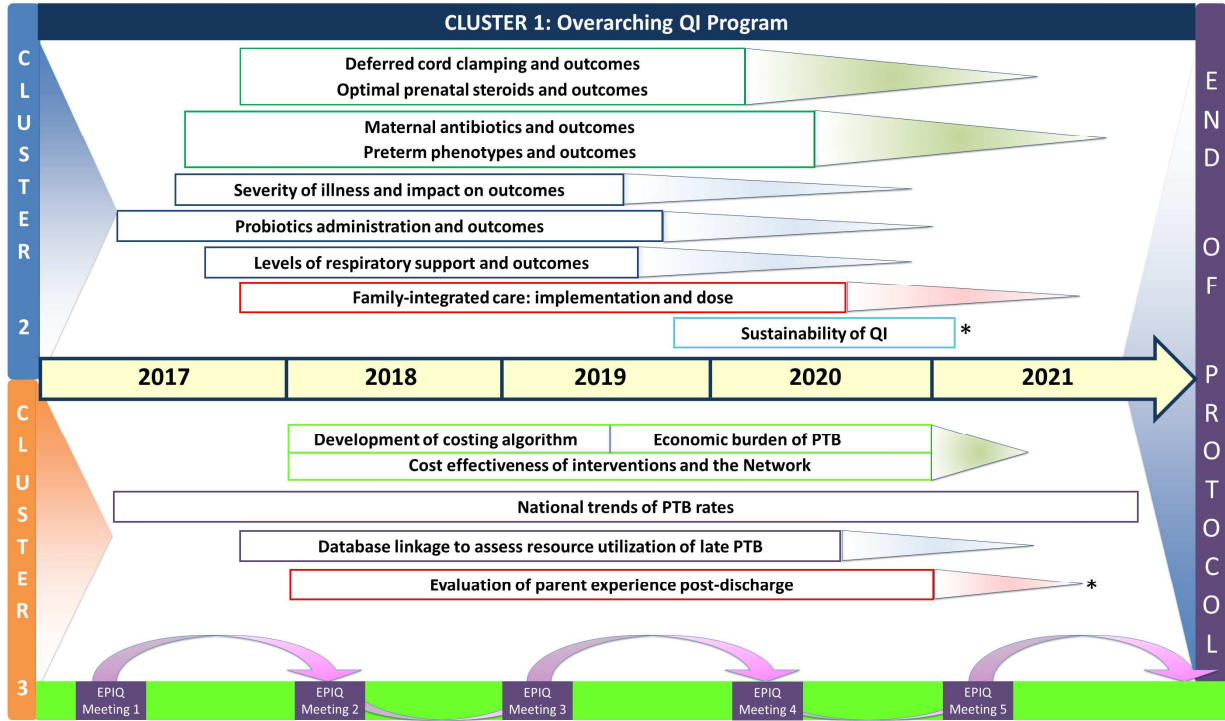 CLUSTER 1: Overarching QI Program
CLUSTER 2
Deferred cord clamping and outcomes
Optimal prenatal steroids and outcomes
Maternal antibiotics and outcomes
Preterm phenotypes and outcomes
Severity of illness and impact on outcomes
Probiotics administration and outcomes
Levels of respiratory support and outcomes
Family-integrated care: implementation and dose
Sustainability of QI *
2017 2018 2019 2020 2021
CLUSTER 3
Development of costing algorithm Economic burden of PTB
Cost effectiveness of interventions and the Network
National trends of PTB rates
Database linkage to assess resource utilization of late PTB
Evaluation of parent experience post-discharge *
END OF PROTOCOL
EPIQ
Meeting 1
EPIQ
Meeting 2
EPIQ
Meeting 3
EPIQ
Meeting 4
EPIQ
Meeting 5